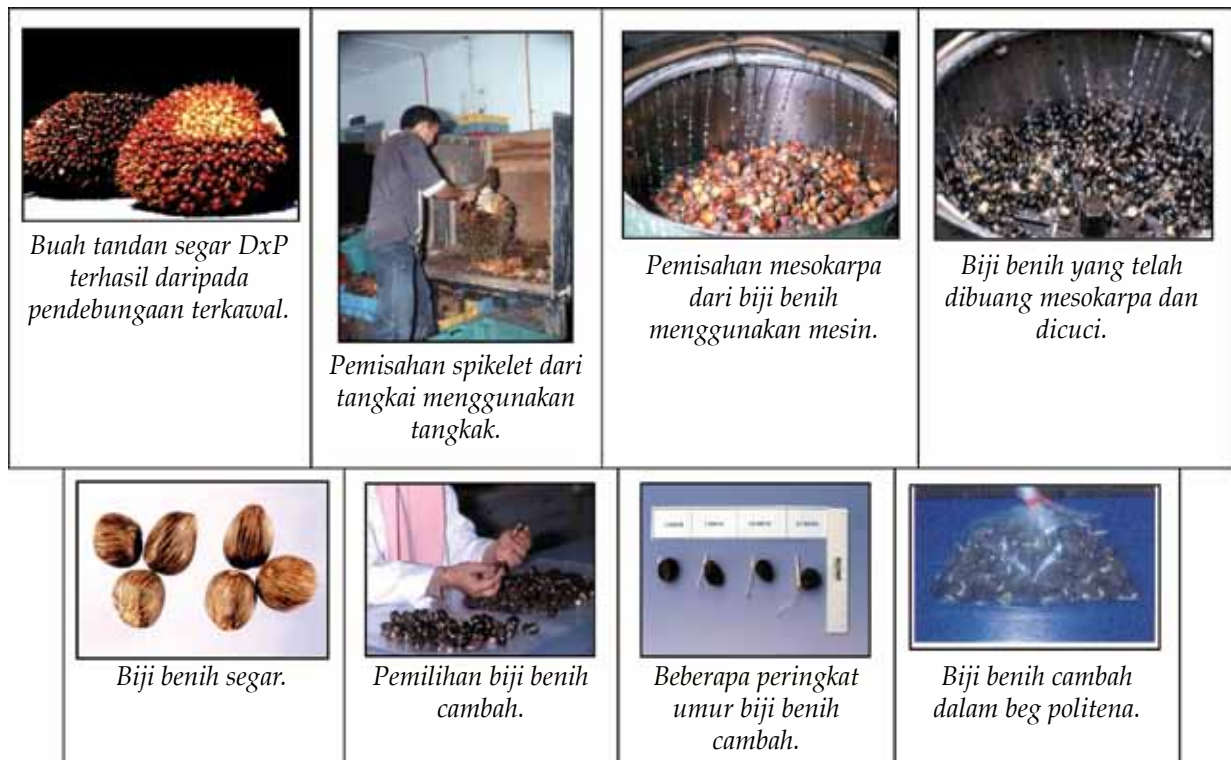 Buah tandan segar DxP
terhasil daripada
pendebungaan terkawal.
Pemisahan spikelet dari
tangkai menggunakan
tangkak.
Pemisahan mesokarpa
dari biji benih
menggunakan mesin.
Biji benih yang telah
dibuang mesokarpa dan
dicuci.
Biji benih segar.
Pemilihan biji benih
cambah.
Beberapa peringkat
umur biji benih
cambah.
Biji benih cambah
dalam beg politena.